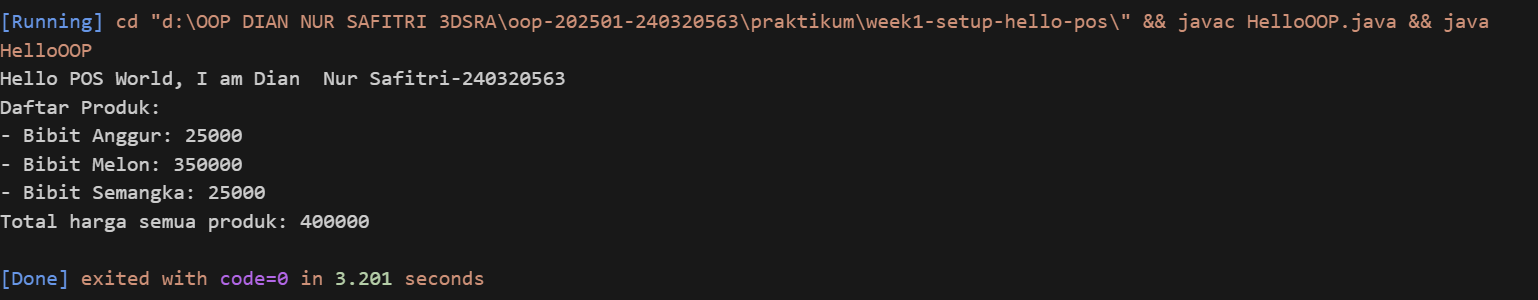 [Running] cd "d:\OOP DIAN NUR SAFITRI 3DSRA\oop-202501-240320563\praktikum\week1-setup-hello-pos\" && javac HelloOOP.java && java
HelloOOP
Hello POS World, I am Dian  Nur Safitri-240320563
Daftar Produk:
- Bibit Anggur: 25000
- Bibit Melon: 350000
- Bibit Semangka: 25000
Total harga semua produk: 400000
[Done] exited with code=0 in 3.201 seconds